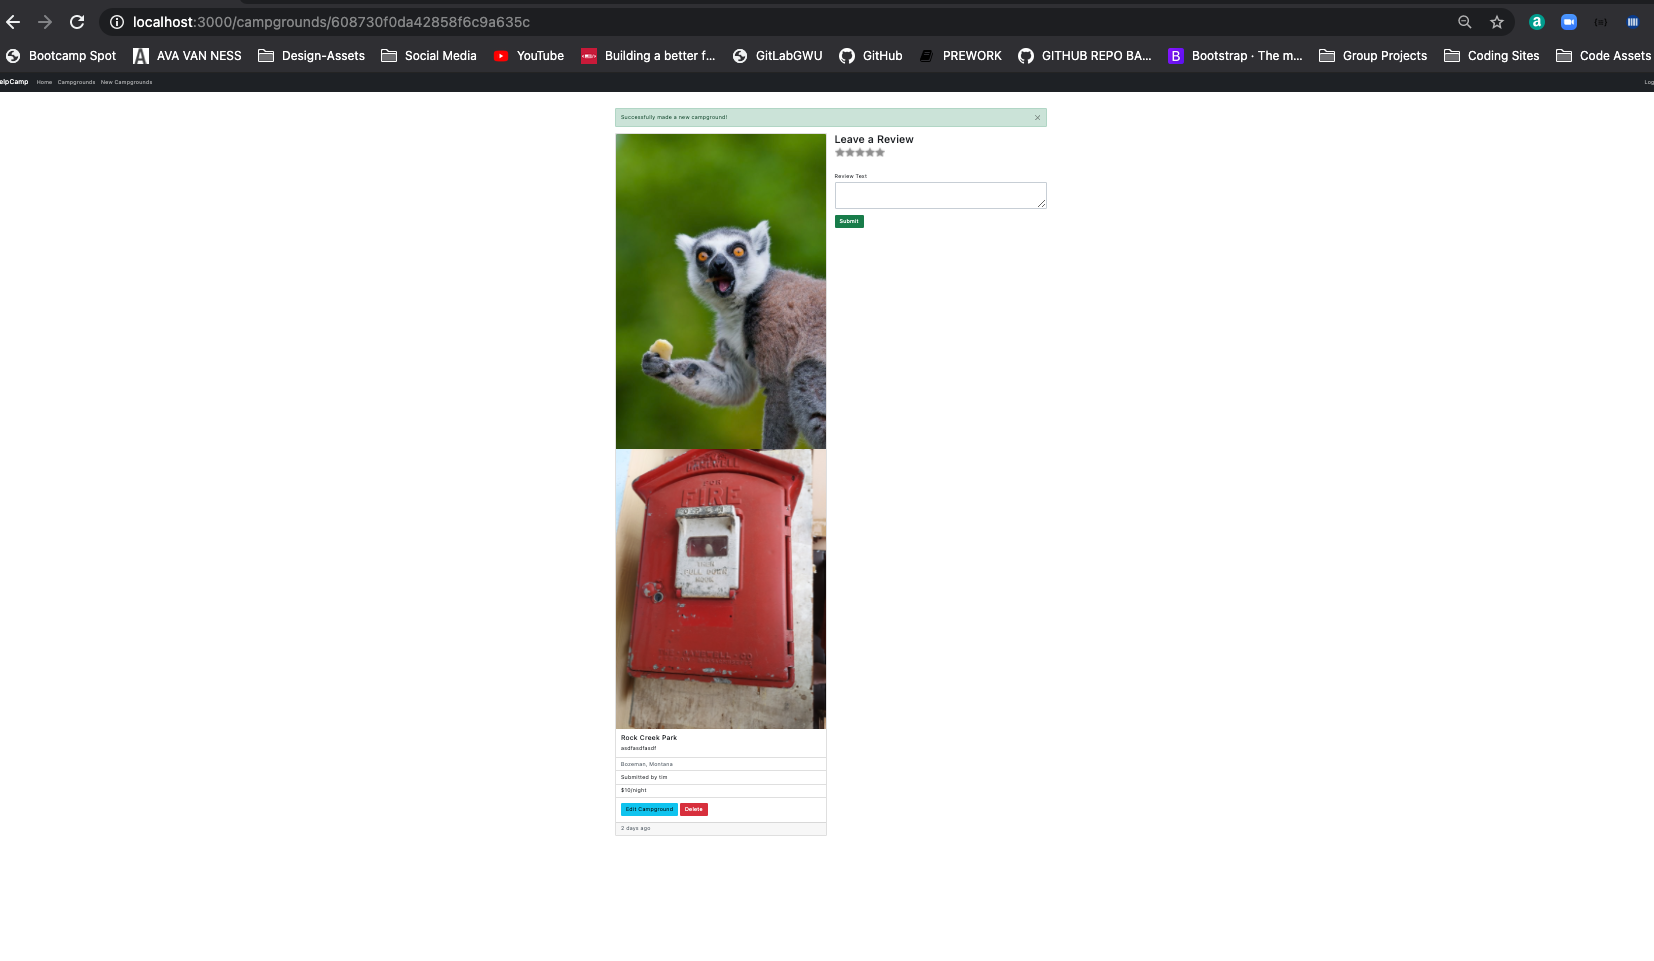 localhost:3000/campgrounds/608730f0da42858f6c9a635c
Bootcamp Spot AVA VAN NESS Design-Assets Social Media YouTube Building a better f... GitLabGWU GitHub PREWORK GITHUB REPO BA... Bootstrap · The m... Group Projects Coding Sites Code Assets
elpCamp Home Campgrounds New Campgrounds Log
Successfully made a new campground!
Leave a Review
Review Text
Submit
FOR
FIRE
Rock Creek Park
asdfasdfasdf
Bozeman, Montana
Submitted by tim
$10/night
Edit Campground Delete
2 days ago